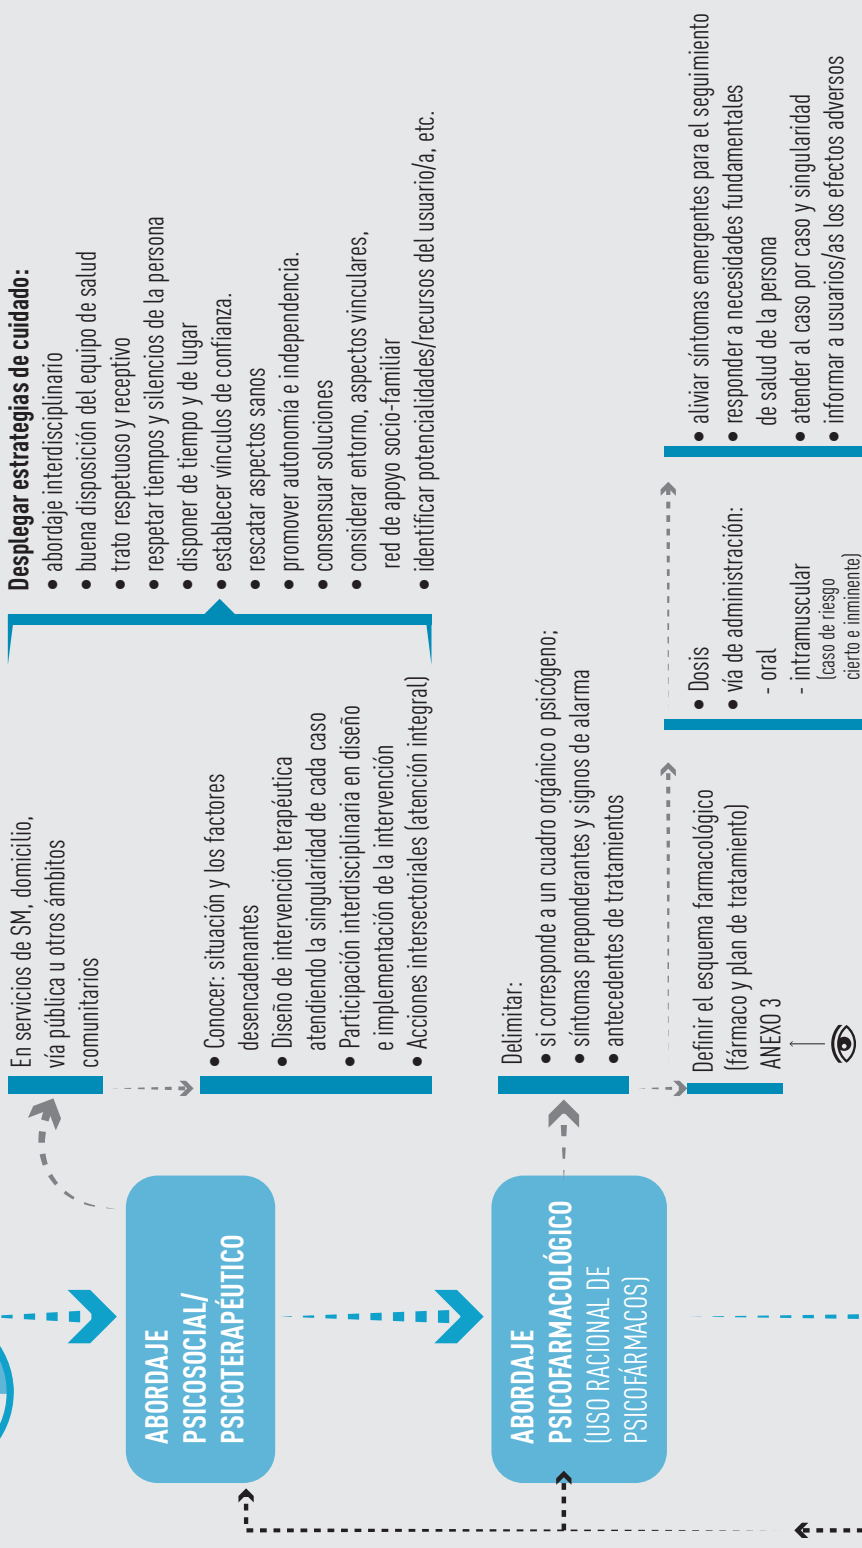 ABORDAJE
PSICOSOCIAL/
PSICOTERAPÉUTICO
En servicios de SM, domicilio,
vía pública u otros ámbitos
comunitarios
• Conocer: situación y los factores
desencadenantes
• Diseño de intervención terapéutica
atendiendo la singularidad de cada caso
• Participación interdisciplinaria en diseño
e implementación de la intervención
• Acciones intersectoriales (atención integral)
Desplegar estrategias de cuidado:
• abordaje interdisciplinario
• buena disposición del equipo de salud
• trato respetuoso y receptivo
• respetar tiempos y silencios de la persona
• disponer de tiempo y de lugar
• establecer vínculos de confianza.
• rescatar aspectos sanos
• promover autonomía e independencia.
• consensuar soluciones
• considerar entorno, aspectos vinculares,
red de apoyo socio-familiar
• identificar potencialidades/recursos del usuario/a, etc.
ABORDAJE
PSICOFARMACOLÓGICO
(USO RACIONAL DE
PSICOFÁRMACOS)
Delimitar:
• si corresponde a un cuadro orgánico o psicógeno;
• síntomas preponderantes y signos de alarma
• antecedentes de tratamientos
Definir el esquema farmacológico
(fármaco y plan de tratamiento)
ANEXO 3
• Dosis
• vía de administración:
- oral
- intramuscular
(caso de riesgo
cierto e inminente)
• aliviar síntomas emergentes para el seguimiento
• responder a necesidades fundamentales
de salud de la persona
• atender al caso por caso y singularidad
• informar a usuarios/as los efectos adversos